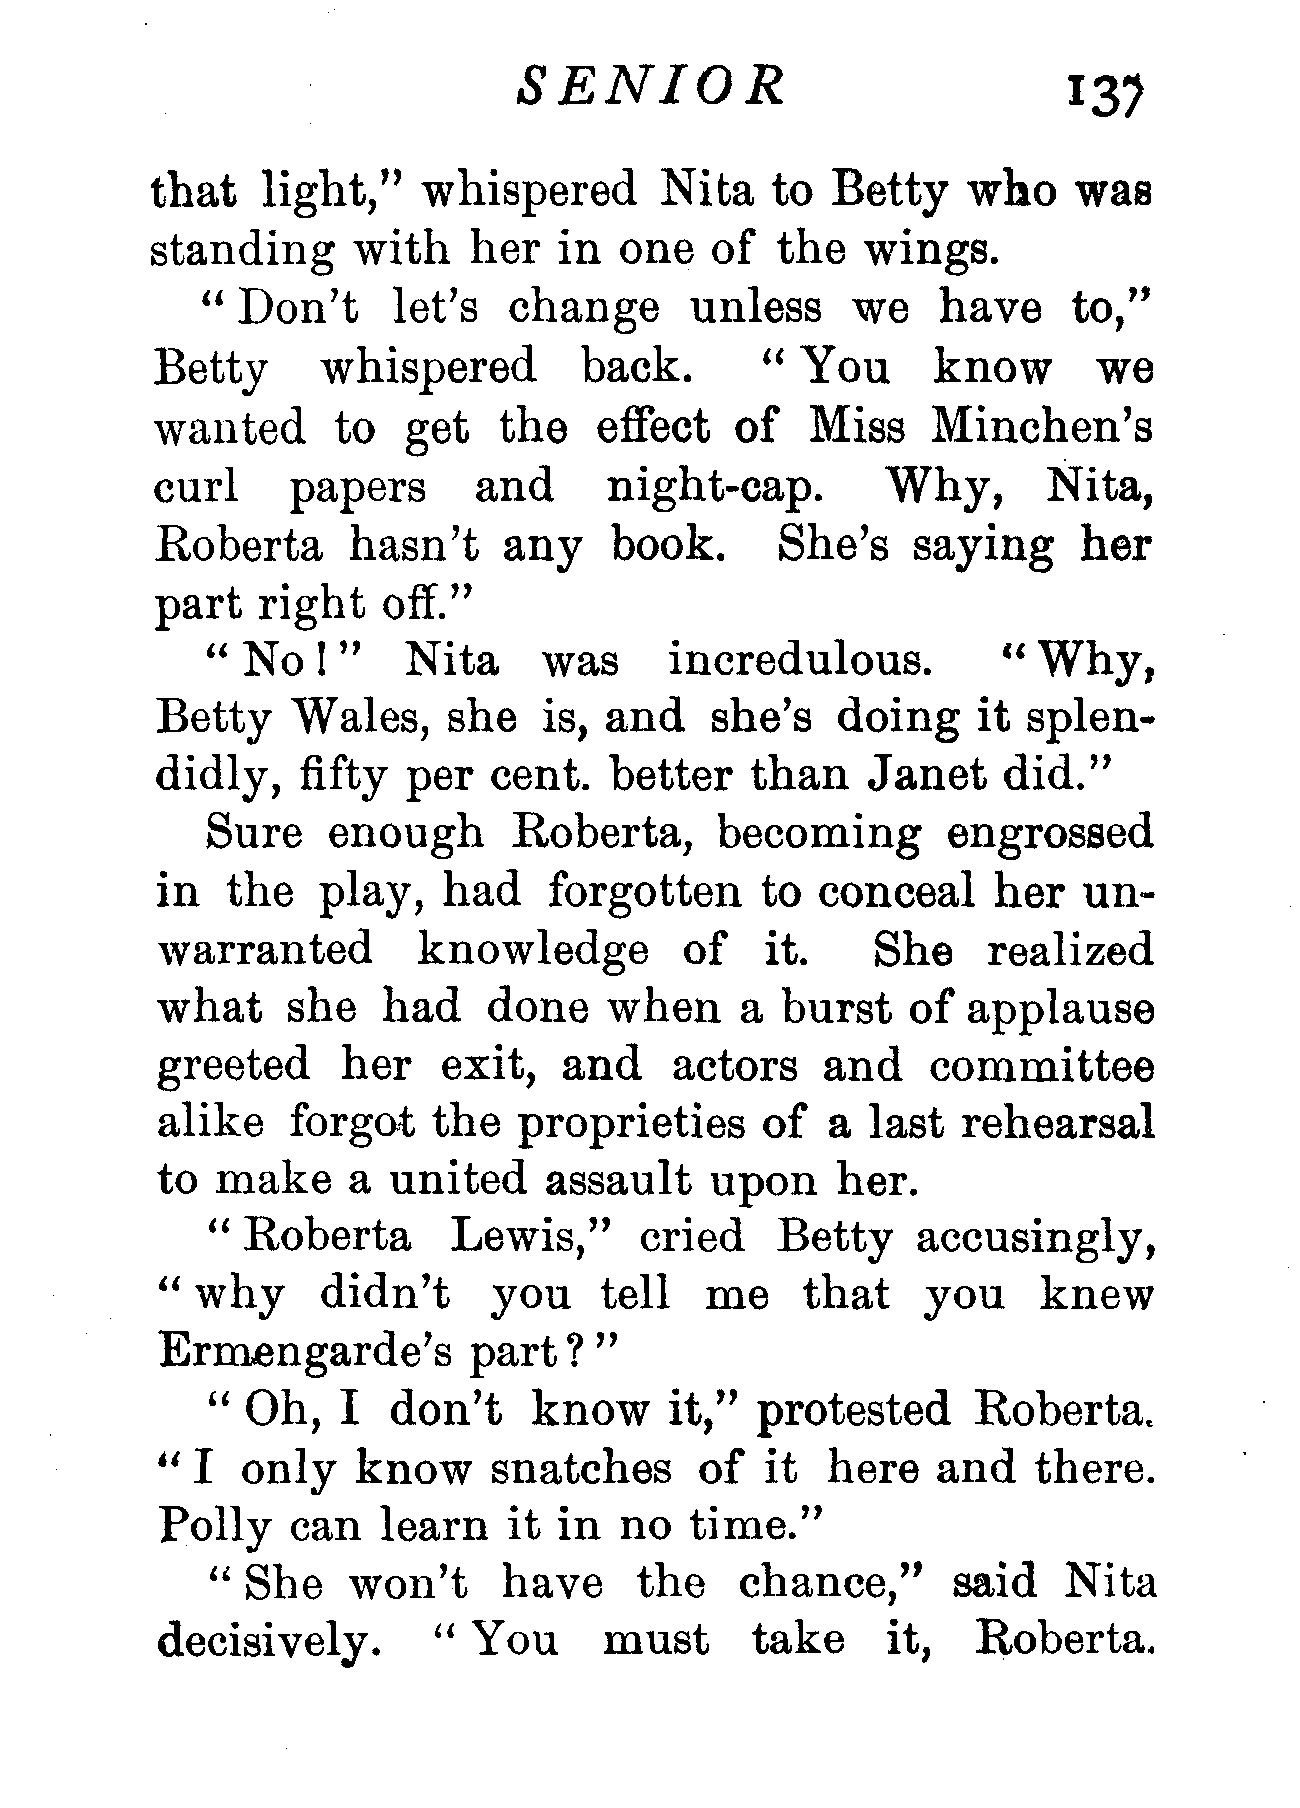 SENIOR 137
that light,” whispered Nita to Betty who was
standing with her in one of the wings.
“ Don’t let’s change unless we have to,”
Betty whispered back. “ You know we
wanted to get the effect of Miss Minchen’s
curl papers and night-cap. Why, Nita,
Roberta hasn’t any book. She’s saying her
part right off.”
“ No ! ” Nita was incredulous. “ Why,
Betty Wales, she is, and she’s doing it splen-
didly, fifty per cent. better than Janet did.”
Sure enough Roberta, becoming engrossed
in the play, had forgotten to conceal her un-
warranted knowledge of it. She realized
what she had done when a burst of applause
greeted her exit, and actors and committee
alike forgot the proprieties of a last rehearsal
to make a united assault upon her.
“ Roberta Lewis,” cried Betty accusingly,
“ why didn’t you tell me that you knew
Ermengarde’s part ? ”
“ Oh, I don’t know it,” protested Roberta.
“ I only know snatches of it here and there.
Polly can learn it in no time.”
“ She won’t have the chance,” said Nita
decisively. “ You must take it, Roberta.